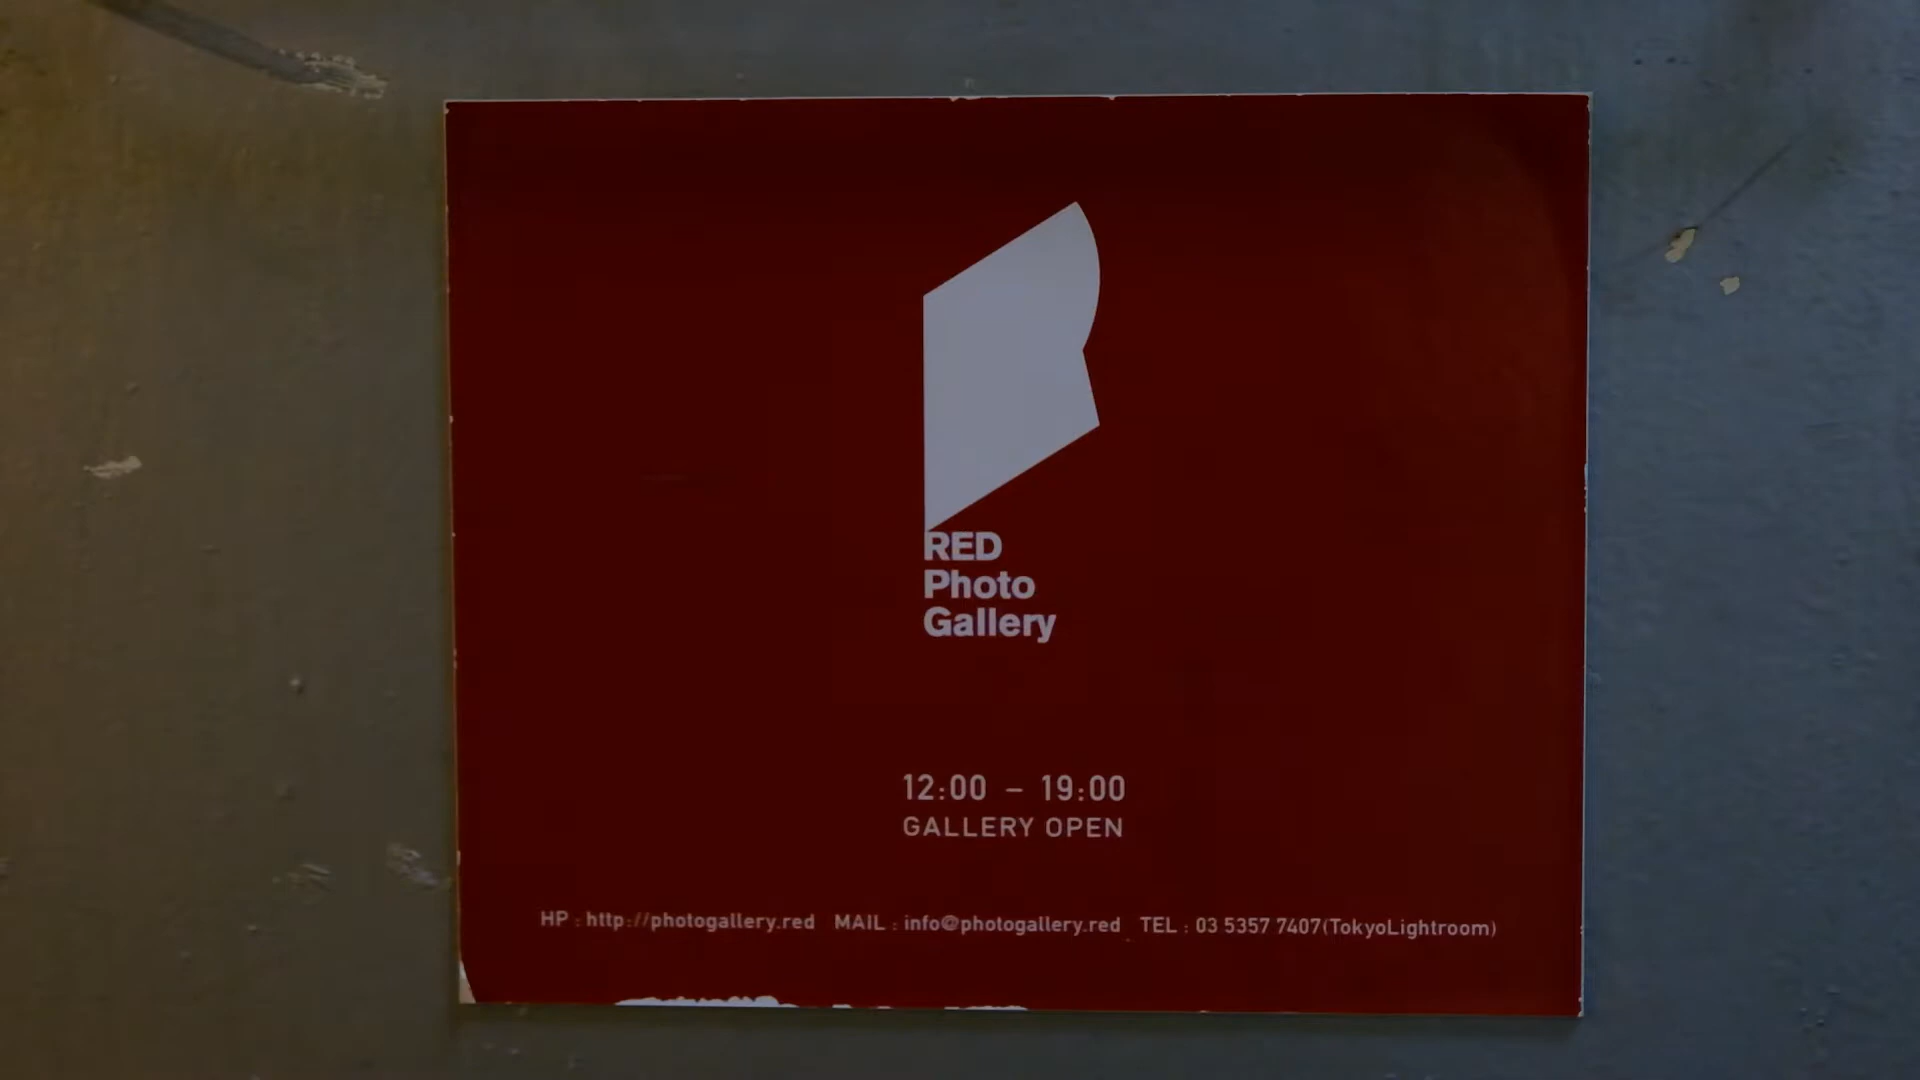 RED
Photo
Gallery
12:00 – 19:00
GALLERY OPEN
HP : http://photogallery.red MAIL : info@photogallery.red TEL : 03 5357 7407(TokyoLightroom)